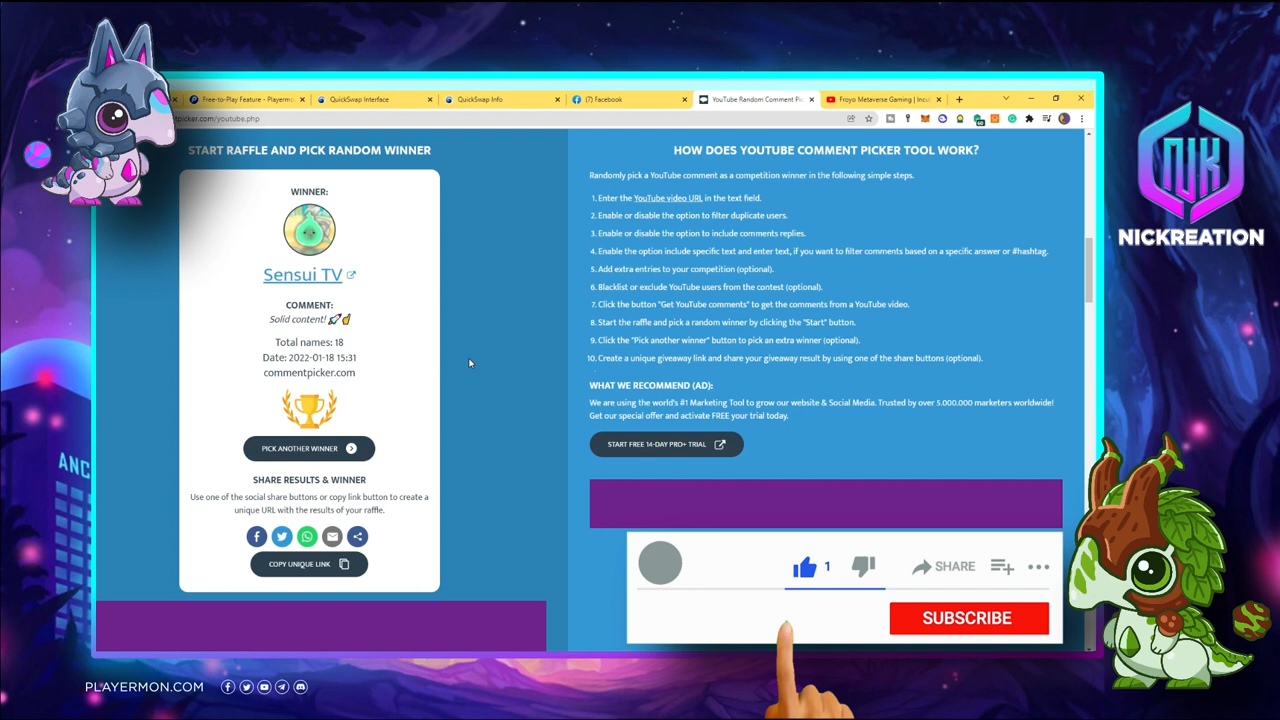 Free-to-Play Feature - Playerm
QuickSwap Interface
QuickSwap Info
(7) Facebook
YouTube Random Comment Pi
Froyo Metaverse Gaming | Incu
tpicker.com/youtube.php
START RAFFLE AND PICK RANDOM WINNER
WINNER:
Sensui TV
COMMENT:
Solid content! 🚀☝
Total names: 18
Date: 2022-01-18 15:31
commentpicker.com
PICK ANOTHER WINNER
SHARE RESULTS & WINNER
Use one of the social share buttons or copy link button to create a
unique URL with the results of your raffle.
COPY UNIQUE LINK
HOW DOES YOUTUBE COMMENT PICKER TOOL WORK?
Randomly pick a YouTube comment as a competition winner in the following simple steps.
1. Enter the YouTube video URL in the text field.
2. Enable or disable the option to filter duplicate users.
3. Enable or disable the option to include comments replies.
4. Enable the option include specific text and enter text, if you want to filter comments based on a specific answer or #hashtag.
5. Add extra entries to your competition (optional).
6. Blacklist or exclude YouTube users from the contest (optional).
7. Click the button "Get YouTube comments" to get the comments from a YouTube video.
8. Start the raffle and pick a random winner by clicking the "Start" button.
9. Click the "Pick another winner" button to pick an extra winner (optional).
10. Create a unique giveaway link and share your giveaway result by using one of the share buttons (optional).
WHAT WE RECOMMEND (AD):
We are using the world's #1 Marketing Tool to grow our website & Social Media. Trusted by over 5.000.000 marketers worldwide!
Get our special offer and activate FREE your trial today.
START FREE 14-DAY PRO+ TRIAL
1
SHARE
SUBSCRIBE
NICKREATION
ANC
PLAYERMON.COM